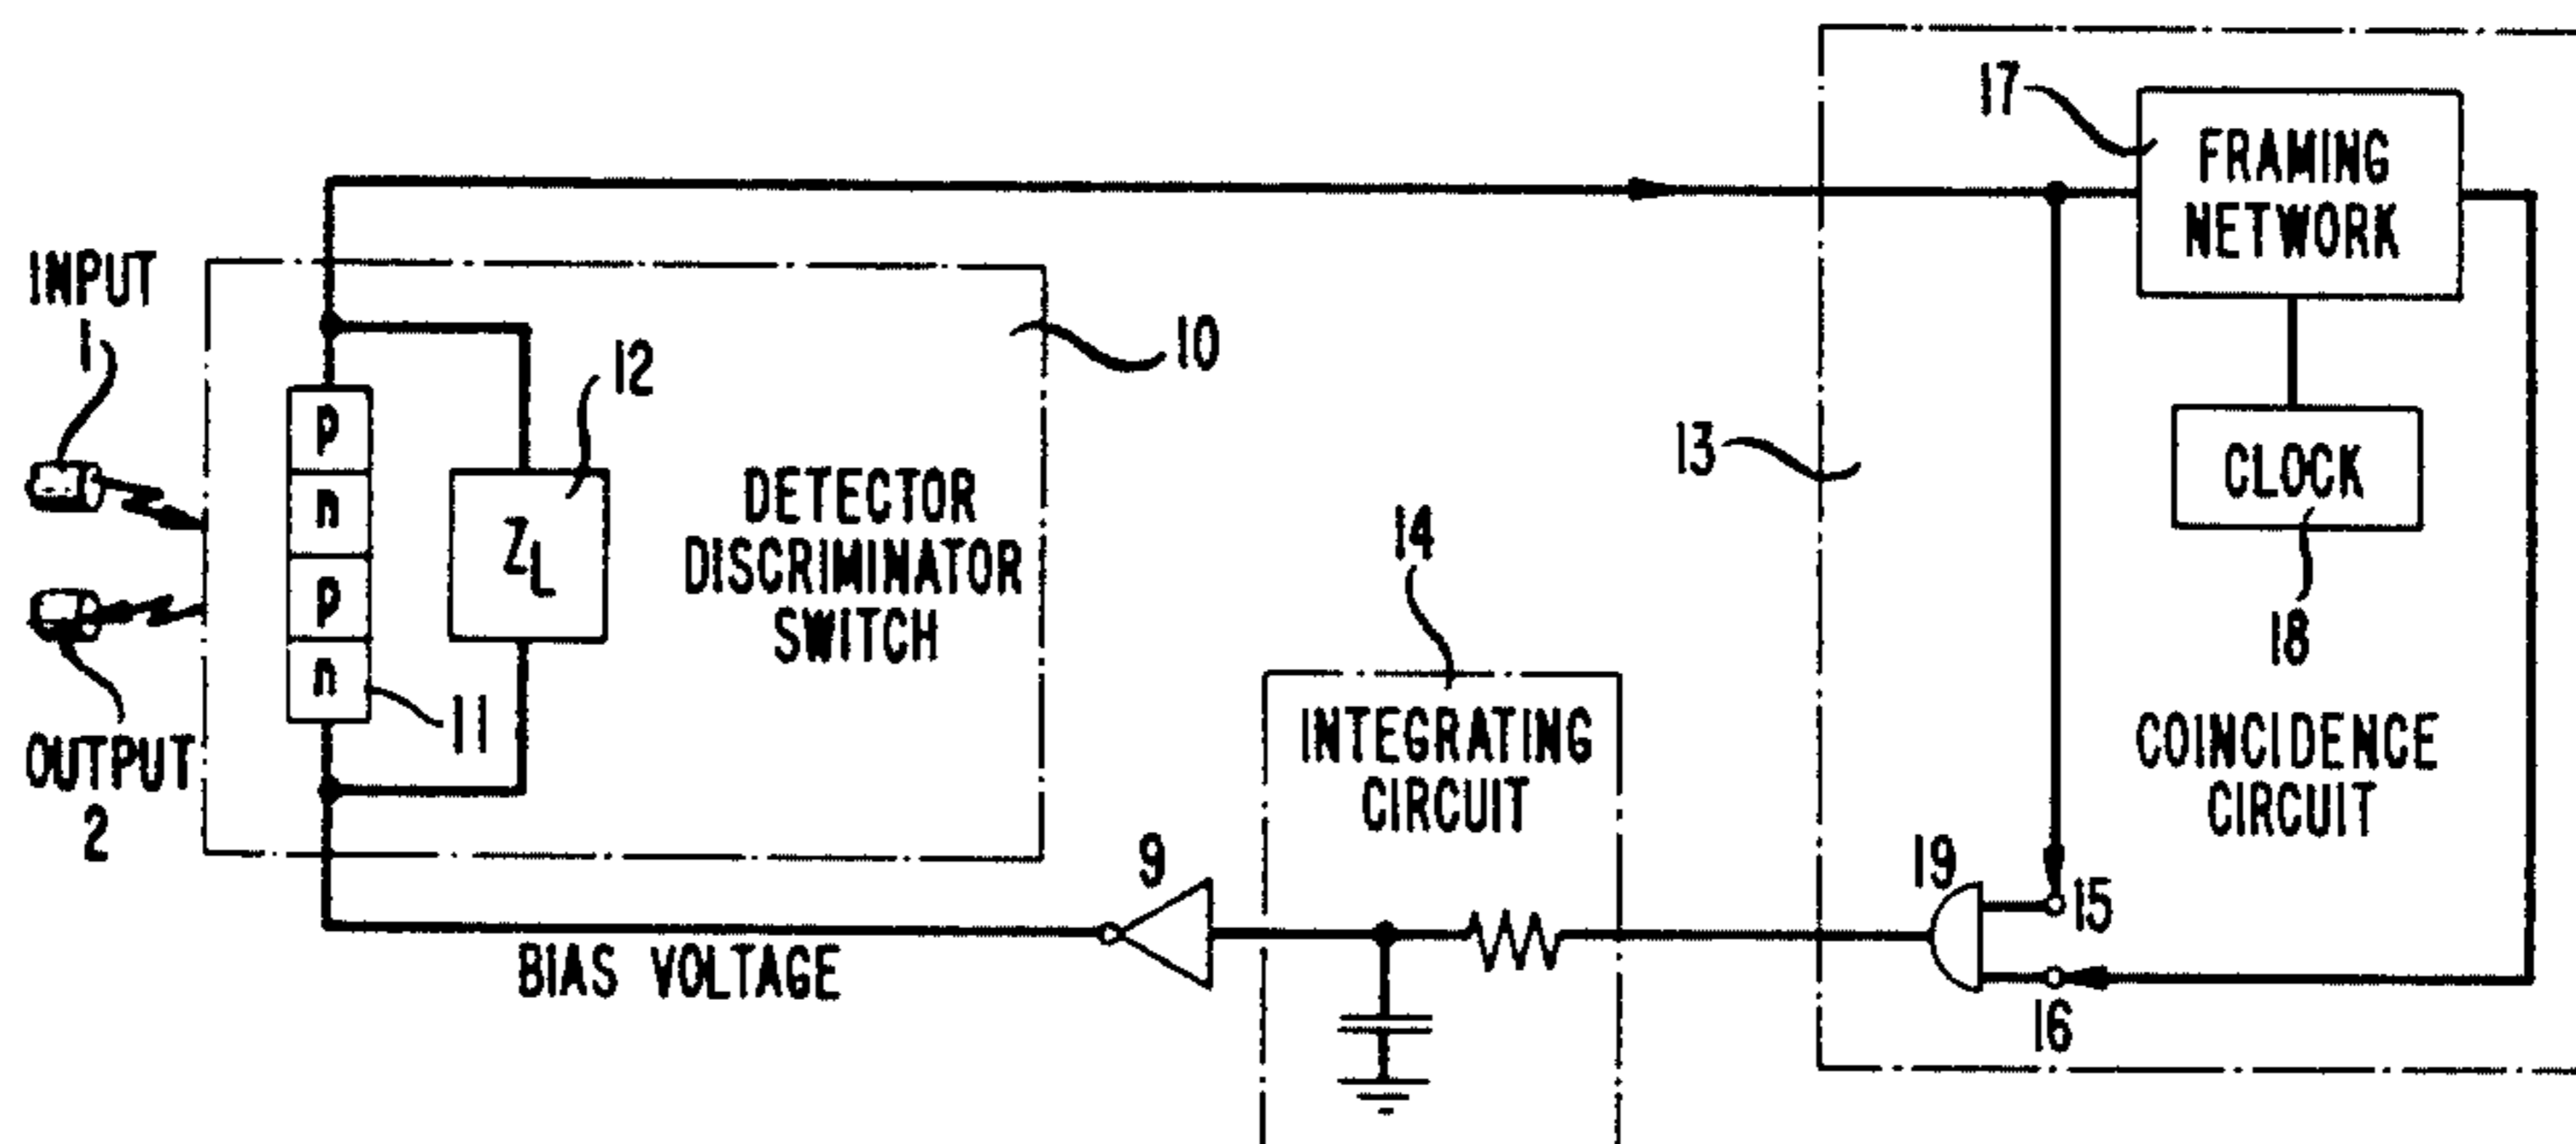 17
FRAMING
NETWORK
INPUT
1
10
12
p
n
p
n
Z_L
DETECTOR
DISCRIMINATOR
SWITCH
11
OUTPUT
2
13
CLOCK
18
14
INTEGRATING
CIRCUIT
COINCIDENCE
CIRCUIT
9
19
15
16
BIAS VOLTAGE